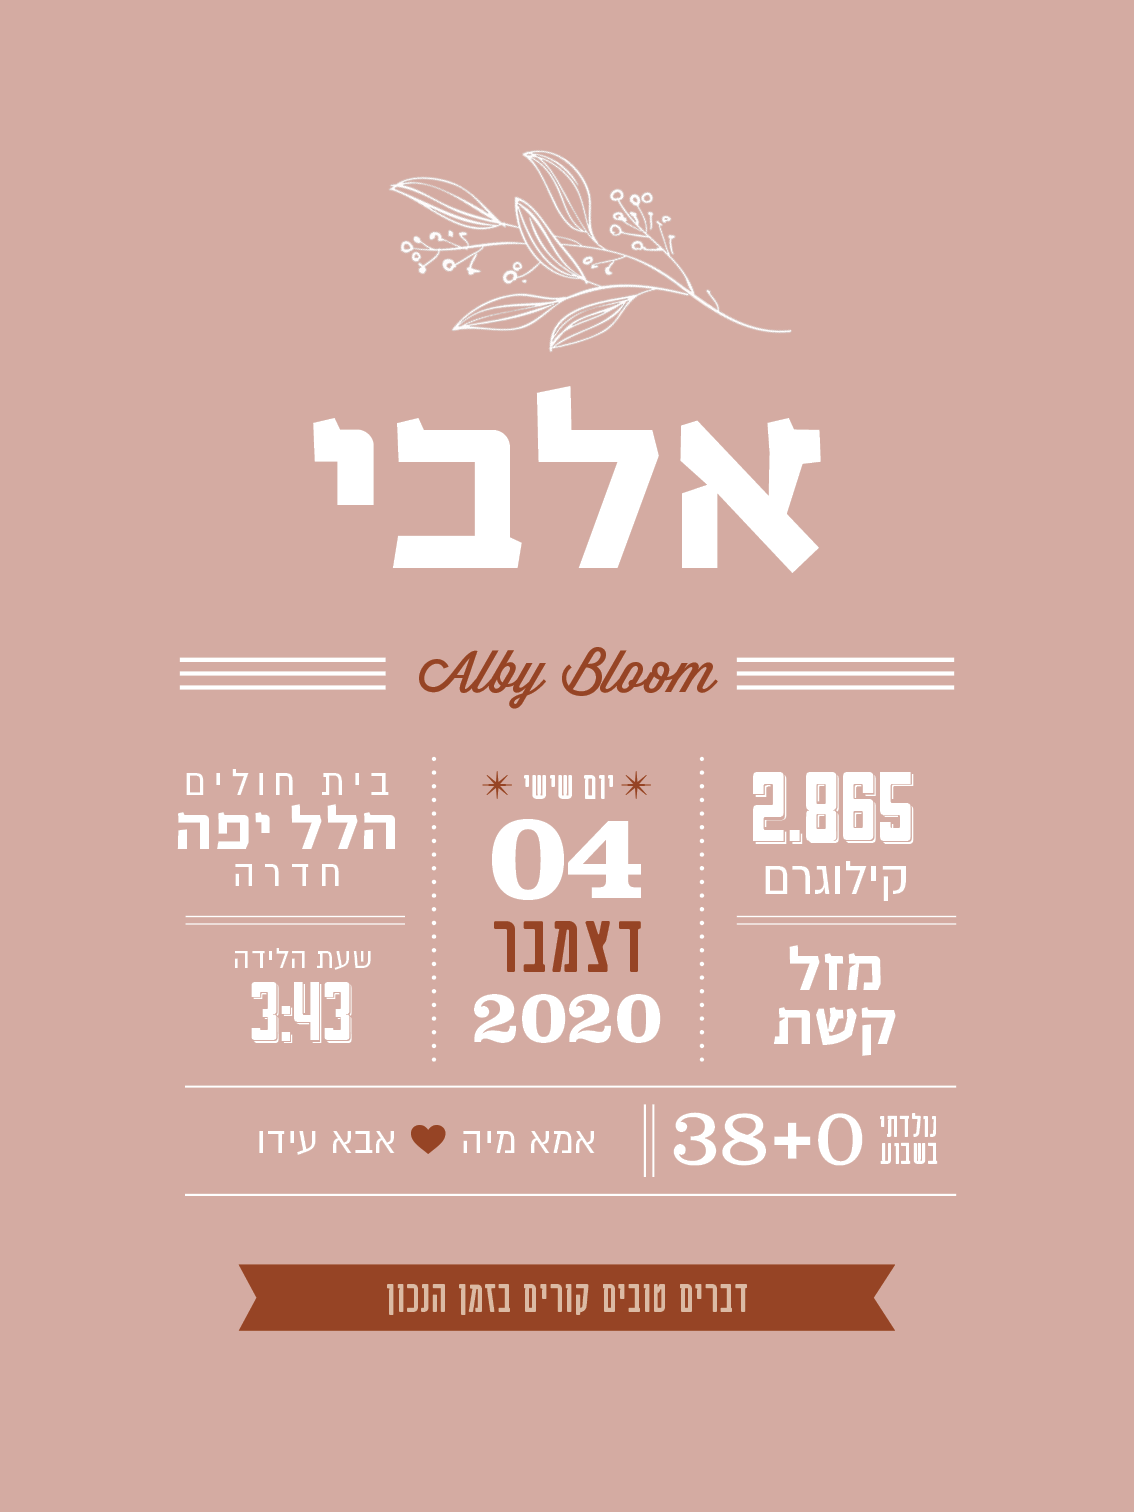 אלבי
Alby Bloom
2.865
קילוגרם
מזל
קשת
יום שישי
04
דצמבר
2020
בית חולים
הלל יפה
חדרה
שעת הלידה
3:43
נולדתי
בשבוע
38+0
אמא מיה אבא עידו
דברים טובים קורים בזמן הנכון